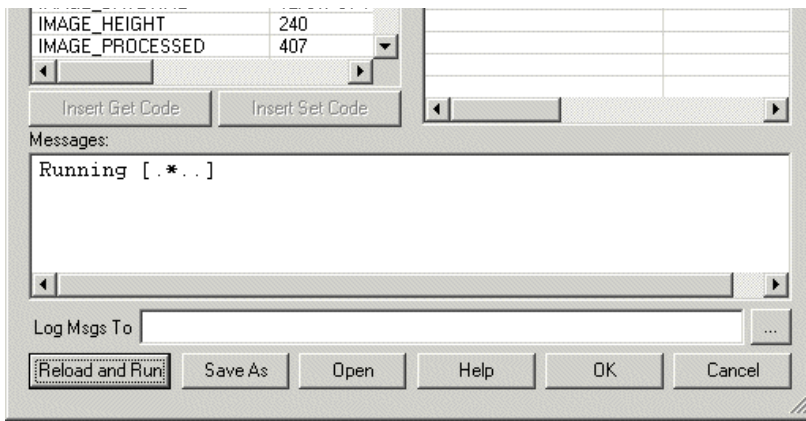 IMAGE_HEIGHT 240
IMAGE_PROCESSED 407
Insert Get Code Insert Set Code
Messages:
Running [.*..]
Log Msgs To ...
Reload and Run Save As Open Help OK Cancel